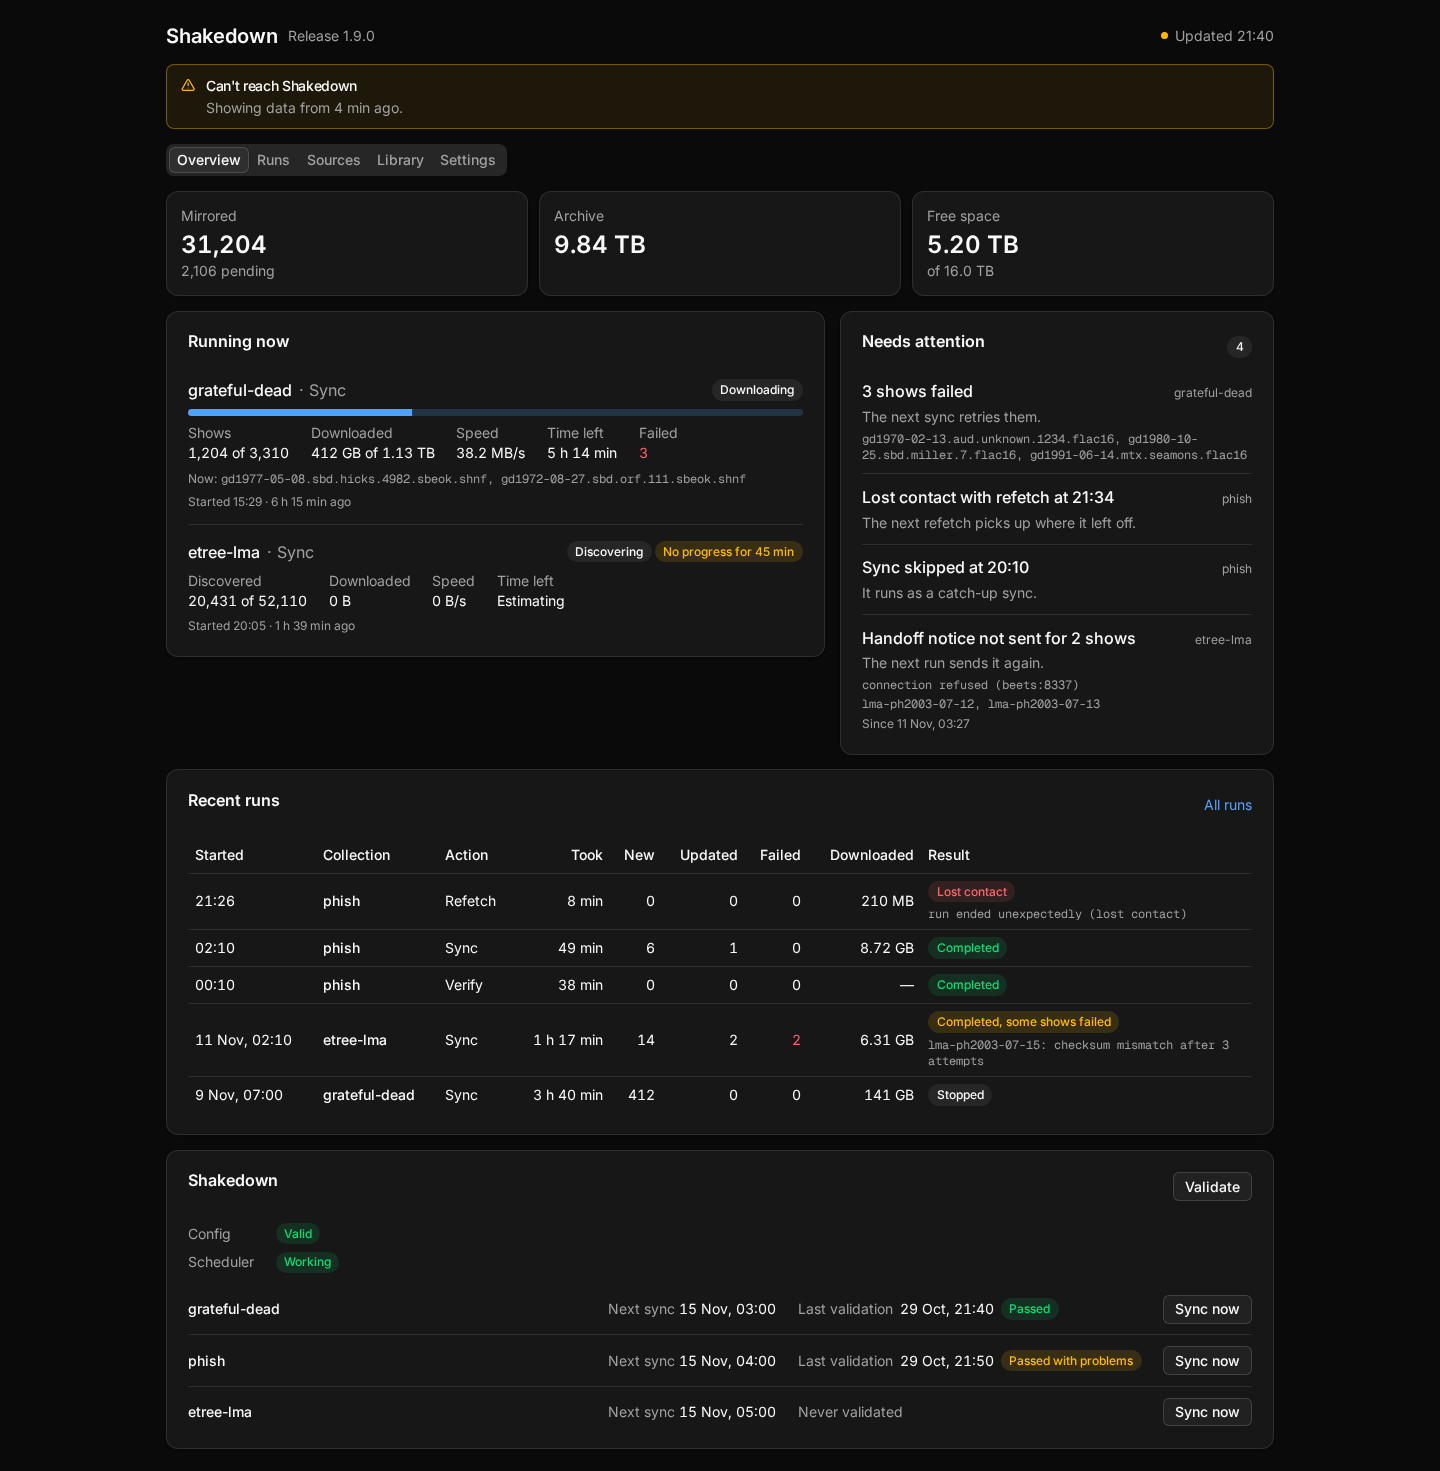 Shakedown Release 1.9.0
Updated 21:40
Can't reach Shakedown
Showing data from 4 min ago.
Overview Runs Sources Library Settings
Mirrored
31,204
2,106 pending
Archive
9.84 TB
Free space
5.20 TB
of 16.0 TB
Running now
grateful-dead · Sync
Downloading
Shows Downloaded Speed Time left Failed
1,204 of 3,310 412 GB of 1.13 TB 38.2 MB/s 5 h 14 min 3
Now: gd1977-05-08.sbd.hicks.4982.sbeok.shnf, gd1972-08-27.sbd.orf.111.sbeok.shnf
Started 15:29 · 6 h 15 min ago
etree-lma · Sync
Discovering No progress for 45 min
Discovered Downloaded Speed Time left
20,431 of 52,110 0 B 0 B/s Estimating
Started 20:05 · 1 h 39 min ago
Needs attention
4
3 shows failed grateful-dead
The next sync retries them.
gd1970-02-13.aud.unknown.1234.flac16, gd1980-10-
25.sbd.miller.7.flac16, gd1991-06-14.mtx.seamons.flac16
Lost contact with refetch at 21:34 phish
The next refetch picks up where it left off.
Sync skipped at 20:10 phish
It runs as a catch-up sync.
Handoff notice not sent for 2 shows etree-lma
The next run sends it again.
connection refused (beets:8337)
lma-ph2003-07-12, lma-ph2003-07-13
Since 11 Nov, 03:27
Recent runs
All runs
Started Collection Action Took New Updated Failed Downloaded Result
21:26 phish Refetch 8 min 0 0 0 210 MB Lost contact
run ended unexpectedly (lost contact)
02:10 phish Sync 49 min 6 1 0 8.72 GB Completed
00:10 phish Verify 38 min 0 0 0 — Completed
11 Nov, 02:10 etree-lma Sync 1 h 17 min 14 2 2 6.31 GB Completed, some shows failed
lma-ph2003-07-15: checksum mismatch after 3
attempts
9 Nov, 07:00 grateful-dead Sync 3 h 40 min 412 0 0 141 GB Stopped
Shakedown
Validate
Config Valid
Scheduler Working
grateful-dead Next sync 15 Nov, 03:00 Last validation 29 Oct, 21:40 Passed Sync now
phish Next sync 15 Nov, 04:00 Last validation 29 Oct, 21:50 Passed with problems Sync now
etree-lma Next sync 15 Nov, 05:00 Never validated Sync now